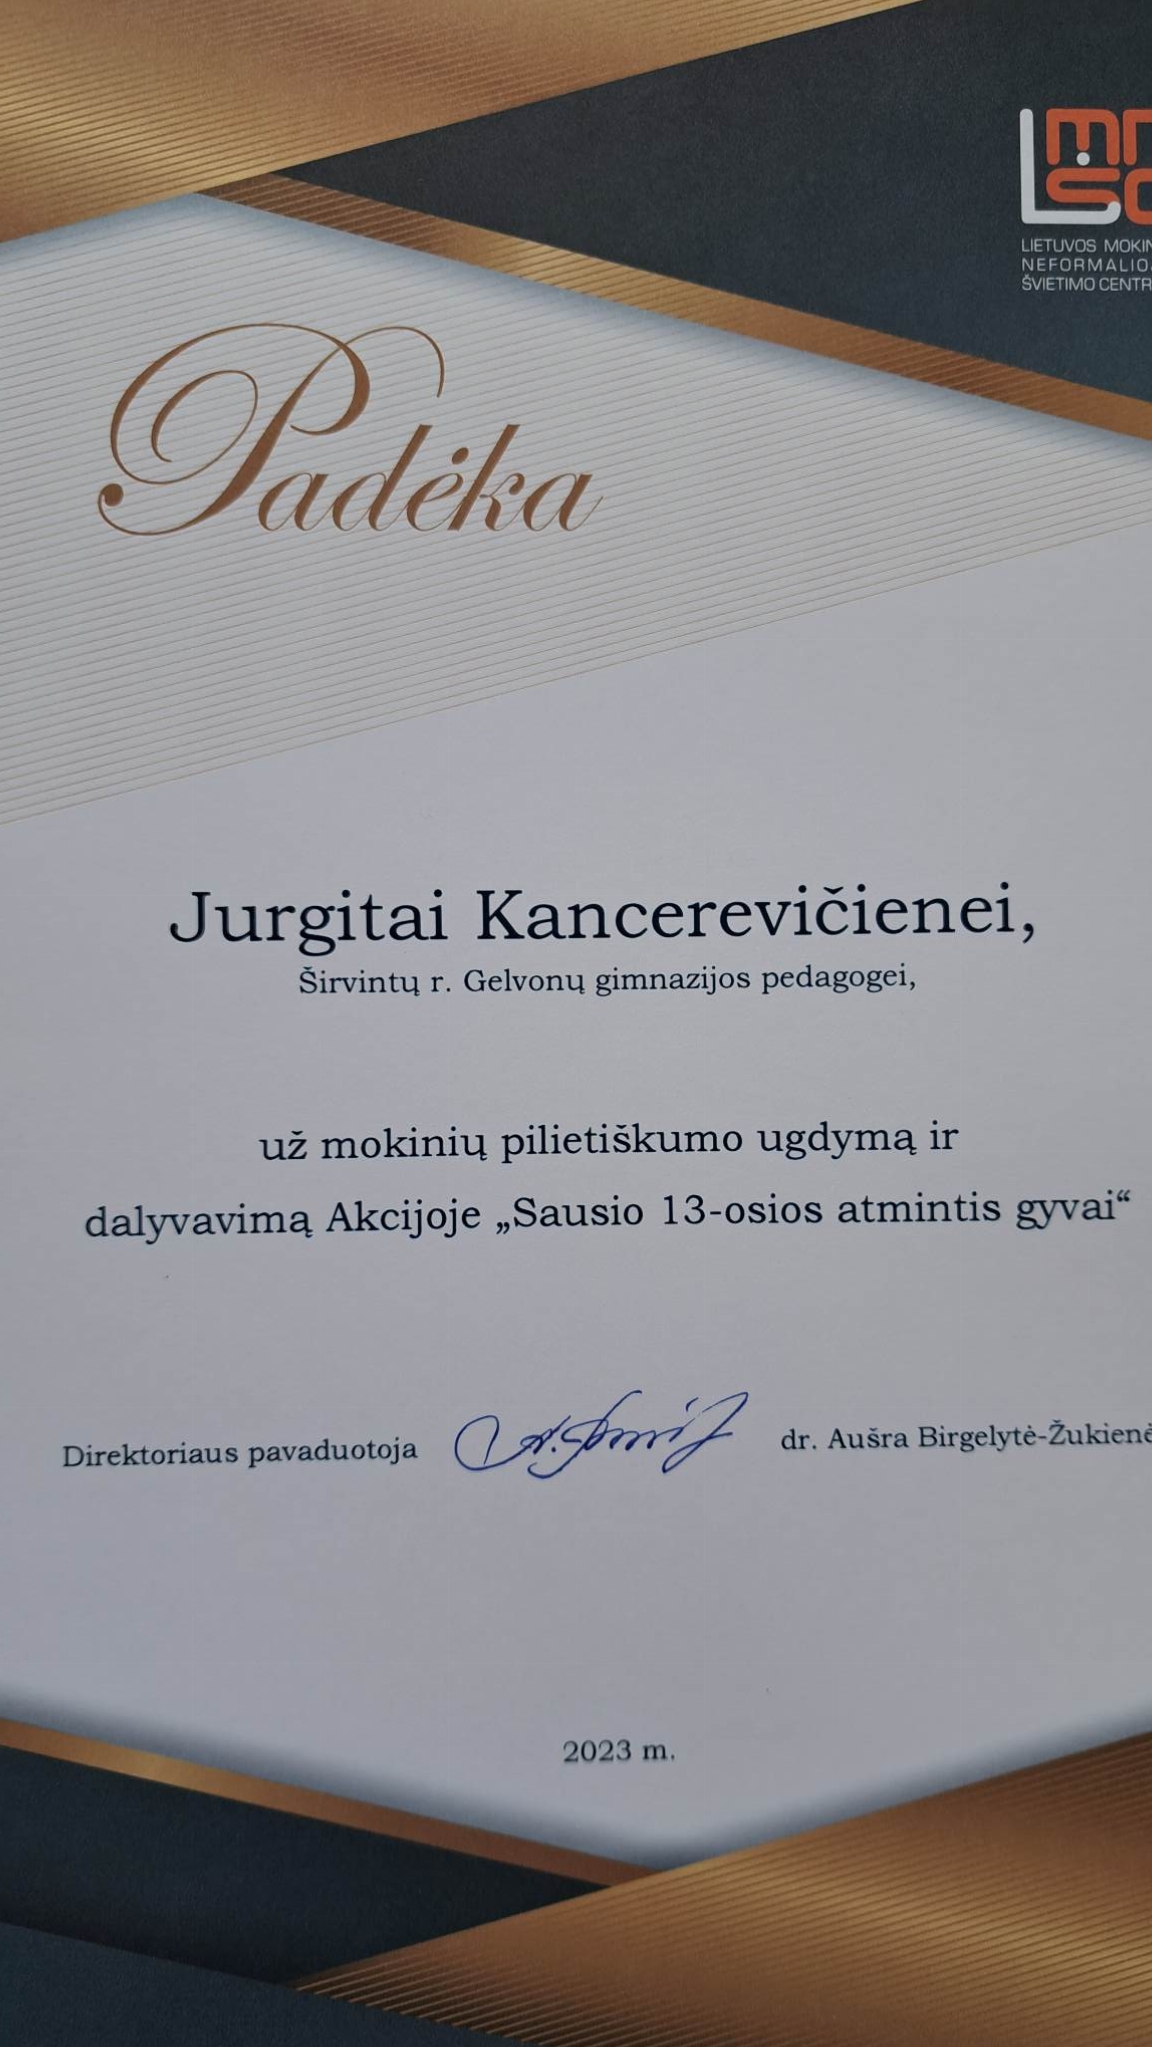 LIETUVOS MOKIN
NEFORMALIO
ŠVIETIMO CENTR
Padėka
Jurgitai Kancerevičienei,
Širvintų r. Gelvonų gimnazijos pedagogei,
už mokinių pilietiškumo ugdymą ir
dalyvavimą Akcijoje „Sausio 13-osios atmintis gyvai“
Direktoriaus pavaduotoja dr. Aušra Birgelytė-Žukienė
2023 m.